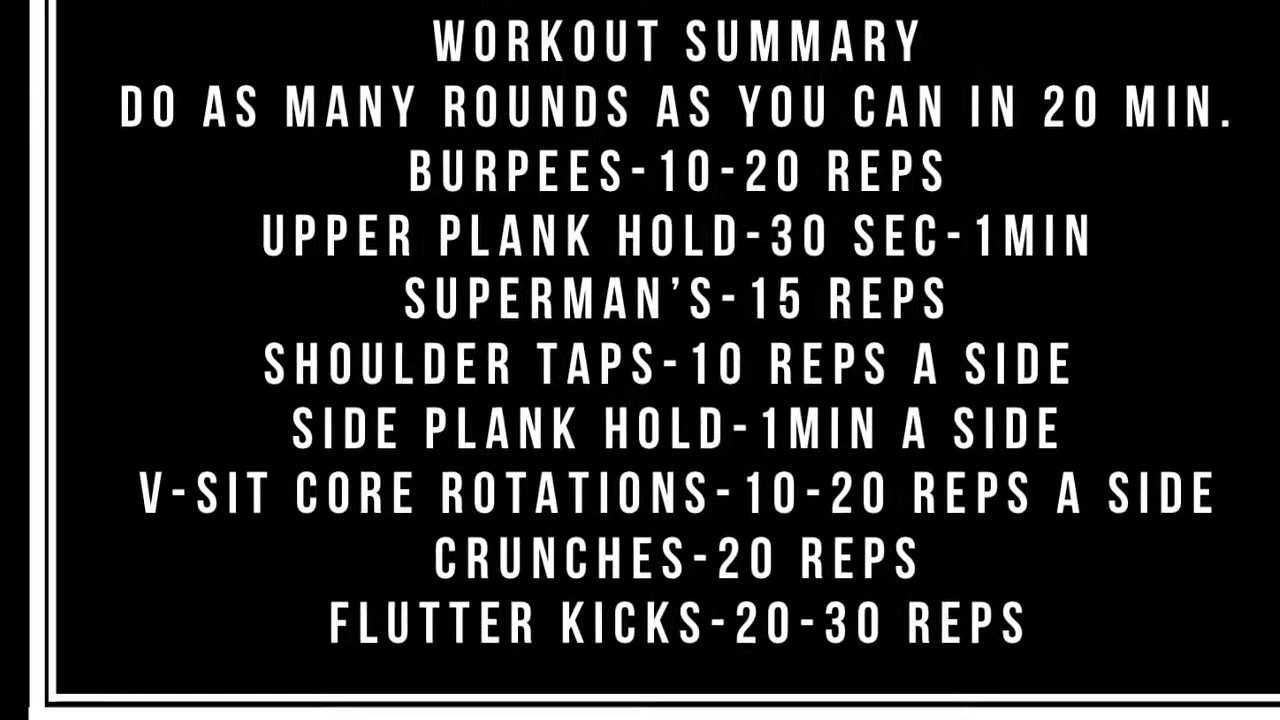 WORKOUT SUMMARY
DO AS MANY ROUNDS AS YOU CAN IN 20 MIN.
BURPEES-10-20 REPS
UPPER PLANK HOLD-30 SEC-1MIN
SUPERMAN'S-15 REPS
SHOULDER TAPS-10 REPS A SIDE
SIDE PLANK HOLD-1MIN A SIDE
V-SIT CORE ROTATIONS-10-20 REPS A SIDE
CRUNCHES-20 REPS
FLUTTER KICKS-20-30 REPS